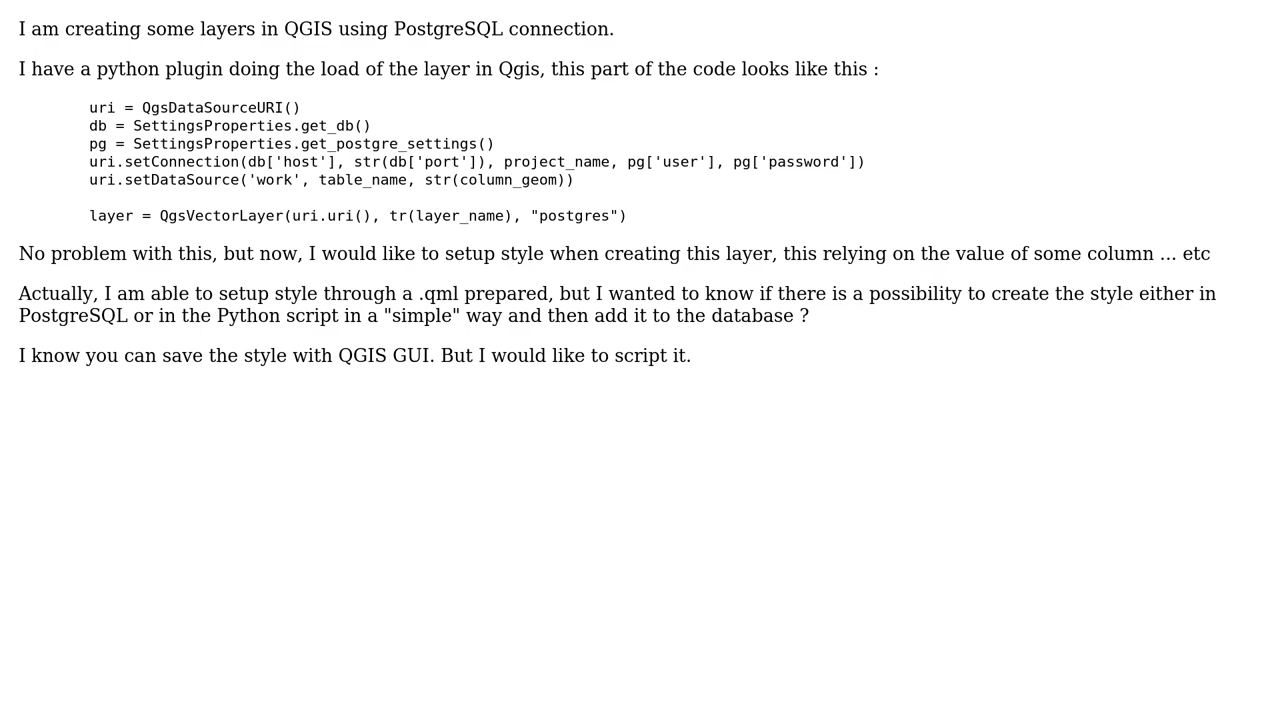 I am creating some layers in QGIS using PostgreSQL connection.
I have a python plugin doing the load of the layer in Qgis, this part of the code looks like this :
uri = QgsDataSourceURI()
db = SettingsProperties.get_db()
pg = SettingsProperties.get_postgre_settings()
uri.setConnection(db['host'], str(db['port']), project_name, pg['user'], pg['password'])
uri.setDataSource('work', table_name, str(column_geom))
layer = QgsVectorLayer(uri.uri(), tr(layer_name), "postgres")
No problem with this, but now, I would like to setup style when creating this layer, this relying on the value of some column ... etc
Actually, I am able to setup style through a .qml prepared, but I wanted to know if there is a possibility to create the style either in
PostgreSQL or in the Python script in a "simple" way and then add it to the database ?
I know you can save the style with QGIS GUI. But I would like to script it.